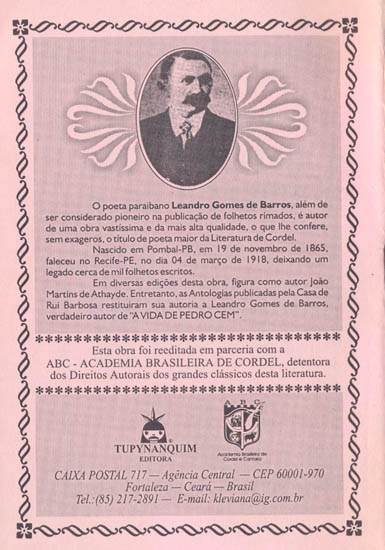 O poeta paraibano Leandro Gomes de Barros, além de
ser considerado pioneiro na publicação de folhetos rimados, é autor
de uma obra vastíssima e da mais alta qualidade, o que lhe confere,
sem exageros, o título de poeta maior da Literatura de Cordel.
Nascido em Pombal-PB, em 19 de novembro de 1865,
faleceu no Recife-PE, no dia 04 de março de 1918, deixando um
legado cerca de mil folhetos escritos.
Em diversas edições desta obra, figura como autor João
Martins de Athayde. Entretanto, as Antologias publicadas pela Casa de
Rui Barbosa restituiram sua autoria a Leandro Gomes de Barros,
verdadeiro autor de "A VIDA DE PEDRO CEM".
Esta obra foi reeditada em parceria com a
ABC - ACADEMIA BRASILEIRA DE CORDEL, detentora
dos Direitos Autorais dos grandes clássicos desta literatura.
TUPYNANQUIM
EDITORA
A B C
Academia Brasileira de
Cordel e Cantoria
CAIXA POSTAL 717 — Agência Central — CEP 60001-970
Fortaleza — Ceará — Brasil
Tel.:(85) 217-2891 — E-mail: kleviana@ig.com.br